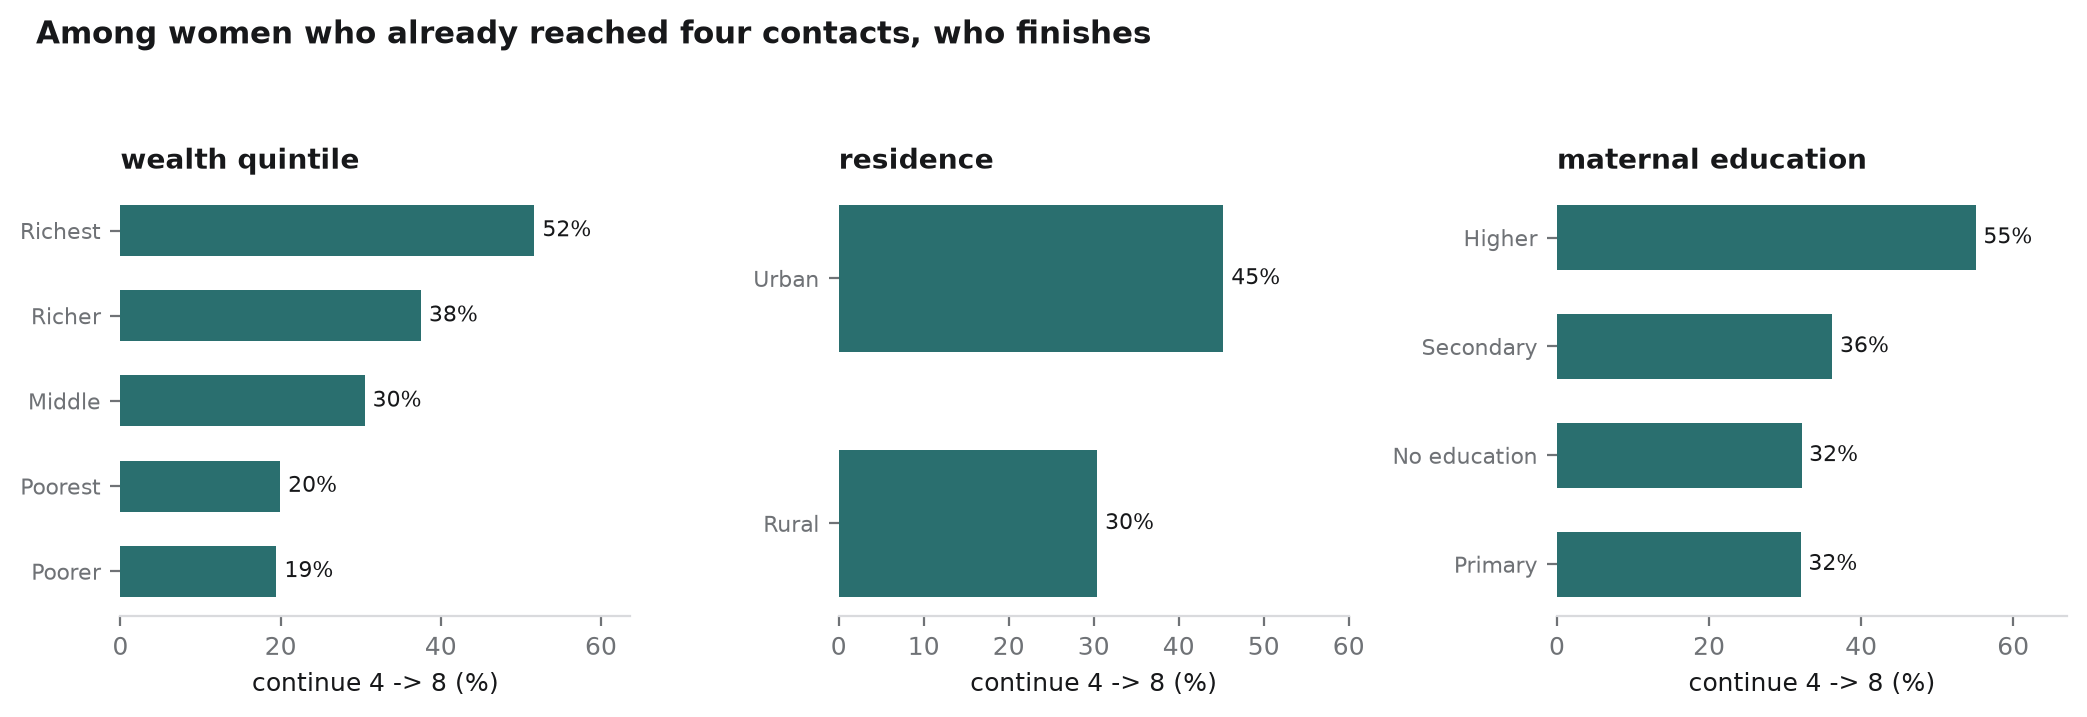 Among women who already reached four contacts, who finishes
wealth quintile
Richest 52%
Richer 38%
Middle 30%
Poorest 20%
Poorer 19%
0 20 40 60
continue 4 -> 8 (%)
residence
Urban 45%
Rural 30%
0 10 20 30 40 50 60
continue 4 -> 8 (%)
maternal education
Higher 55%
Secondary 36%
No education 32%
Primary 32%
0 20 40 60
continue 4 -> 8 (%)